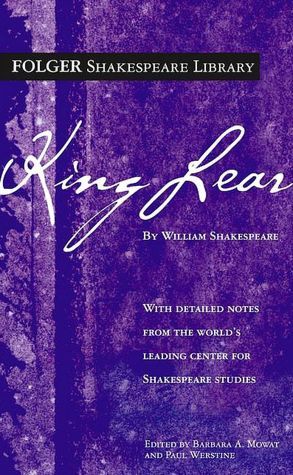 FOLGER SHAKESPEARE LIBRARY
King Lear
BY WILLIAM SHAKESPEARE
WITH DETAILED NOTES
FROM THE WORLD'S
LEADING CENTER FOR
SHAKESPEARE STUDIES
EDITED BY BARBARA A. MOWAT
AND PAUL WERSTINE